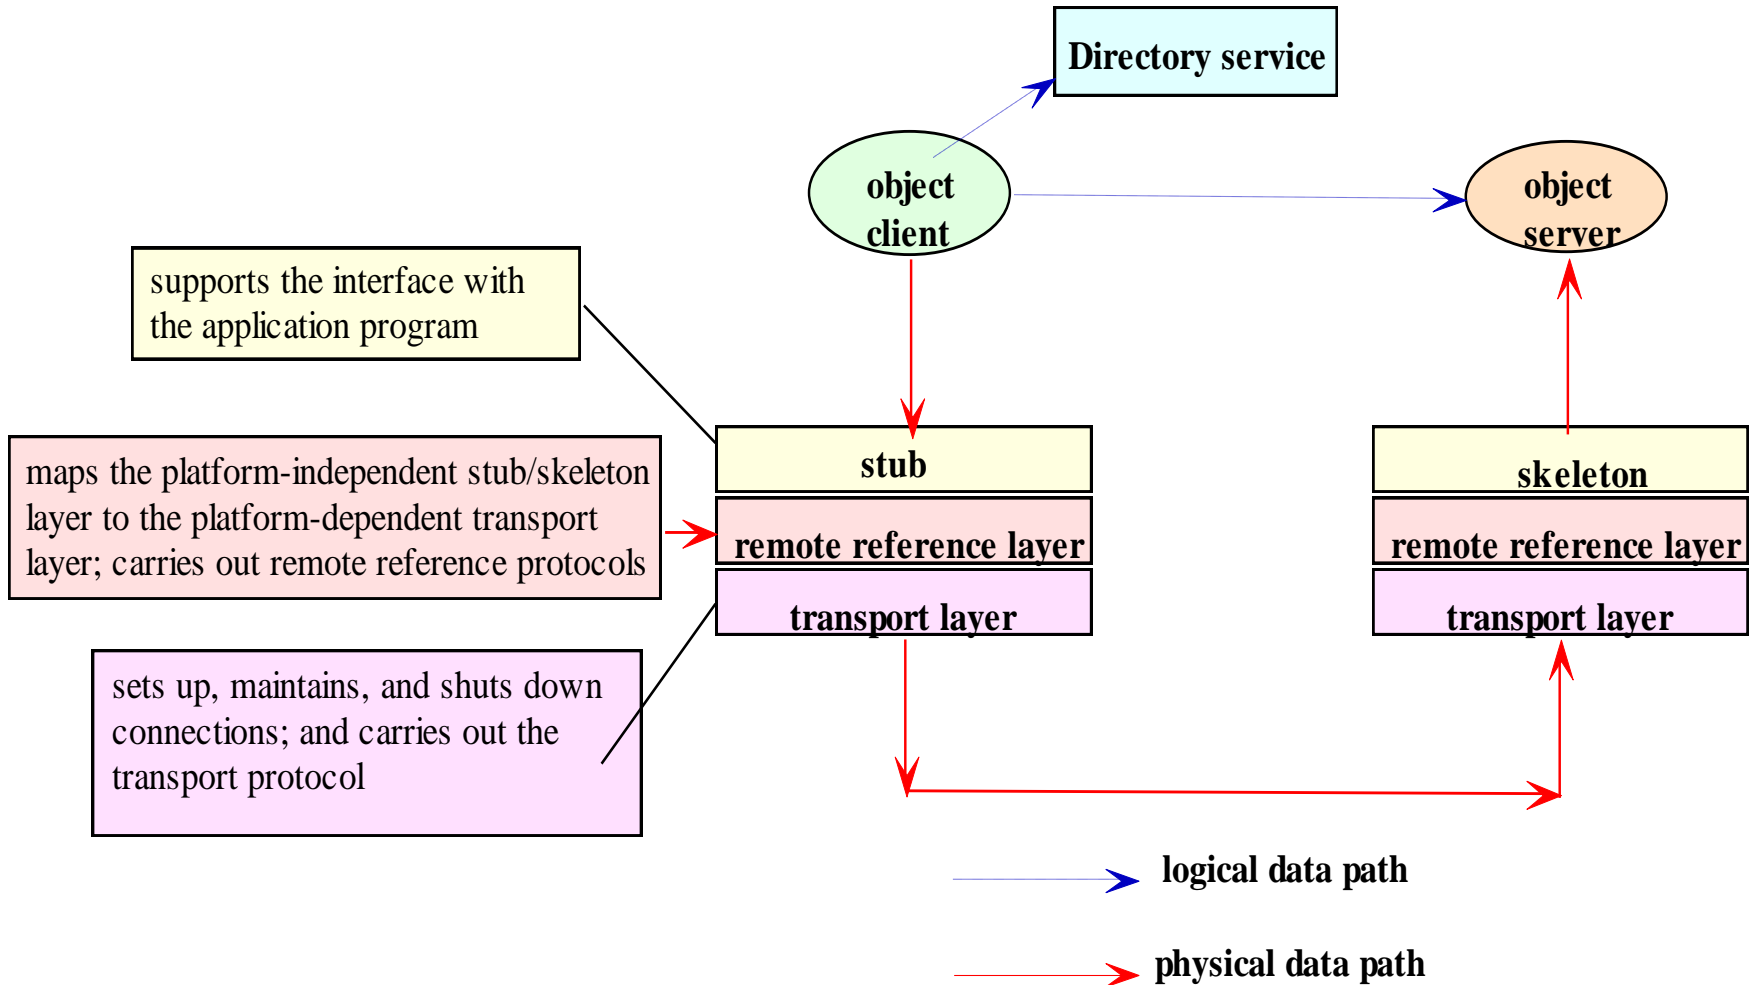 Directory service
object
client
object
server
supports the interface with
the application program
maps the platform-independent stub/skeleton
layer to the platform-dependent transport
layer; carries out remote reference protocols
stub
skeleton
remote reference layer
remote reference layer
transport layer
transport layer
sets up, maintains, and shuts down
connections; and carries out the
transport protocol
logical data path
physical data path